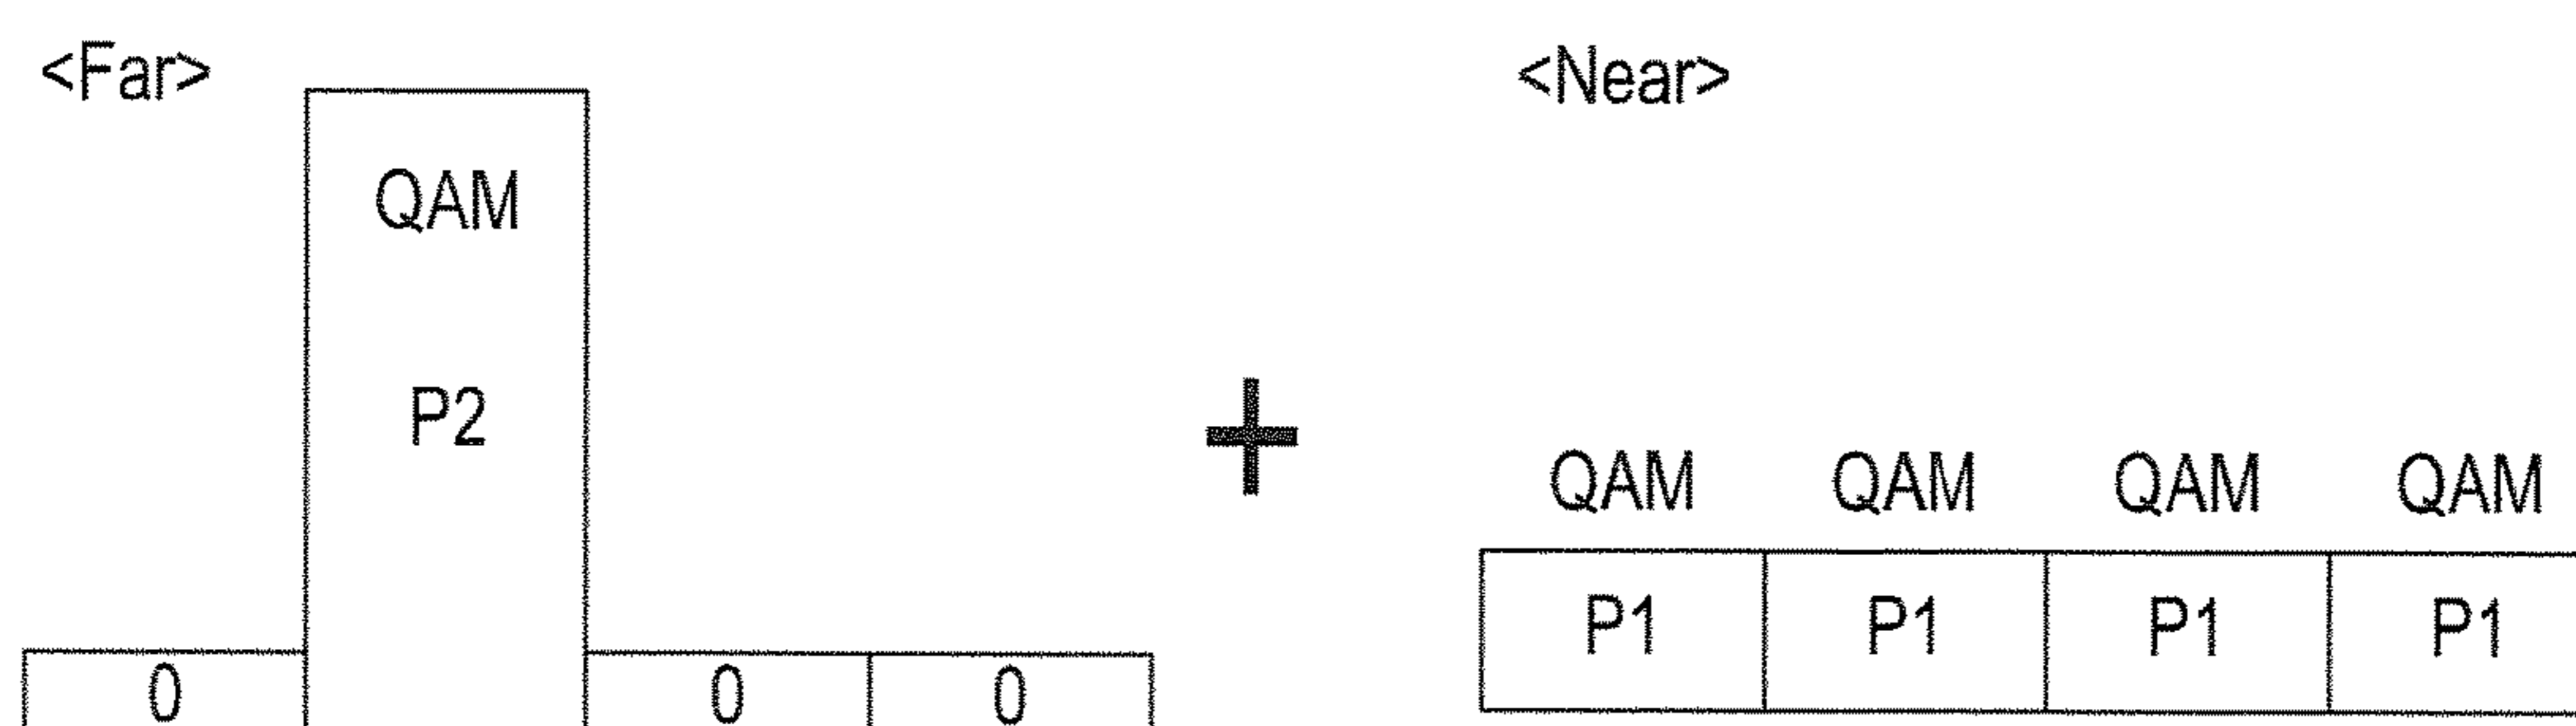 <Far>
QAM
P2
0 0 0
+
<Near>
QAM QAM QAM QAM
P1 P1 P1 P1